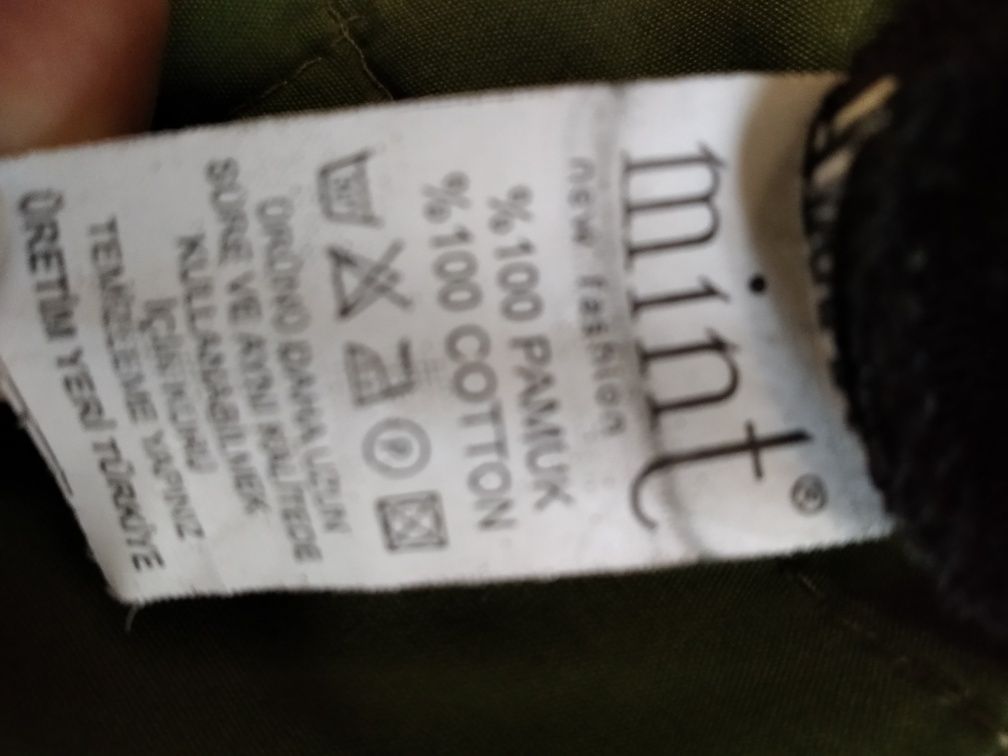 mint®
new fashion
%100 PAMUK
%100 COTTON
30°
P
ÜRÜNÜ DAHA UZUN
SÜRE VE AYNI KALİTEDE
KULLANABİLMEK
İÇİN KURU
TEMİZLEME YAPINIZ
ÜRETİM YERİ TÜRKİYE